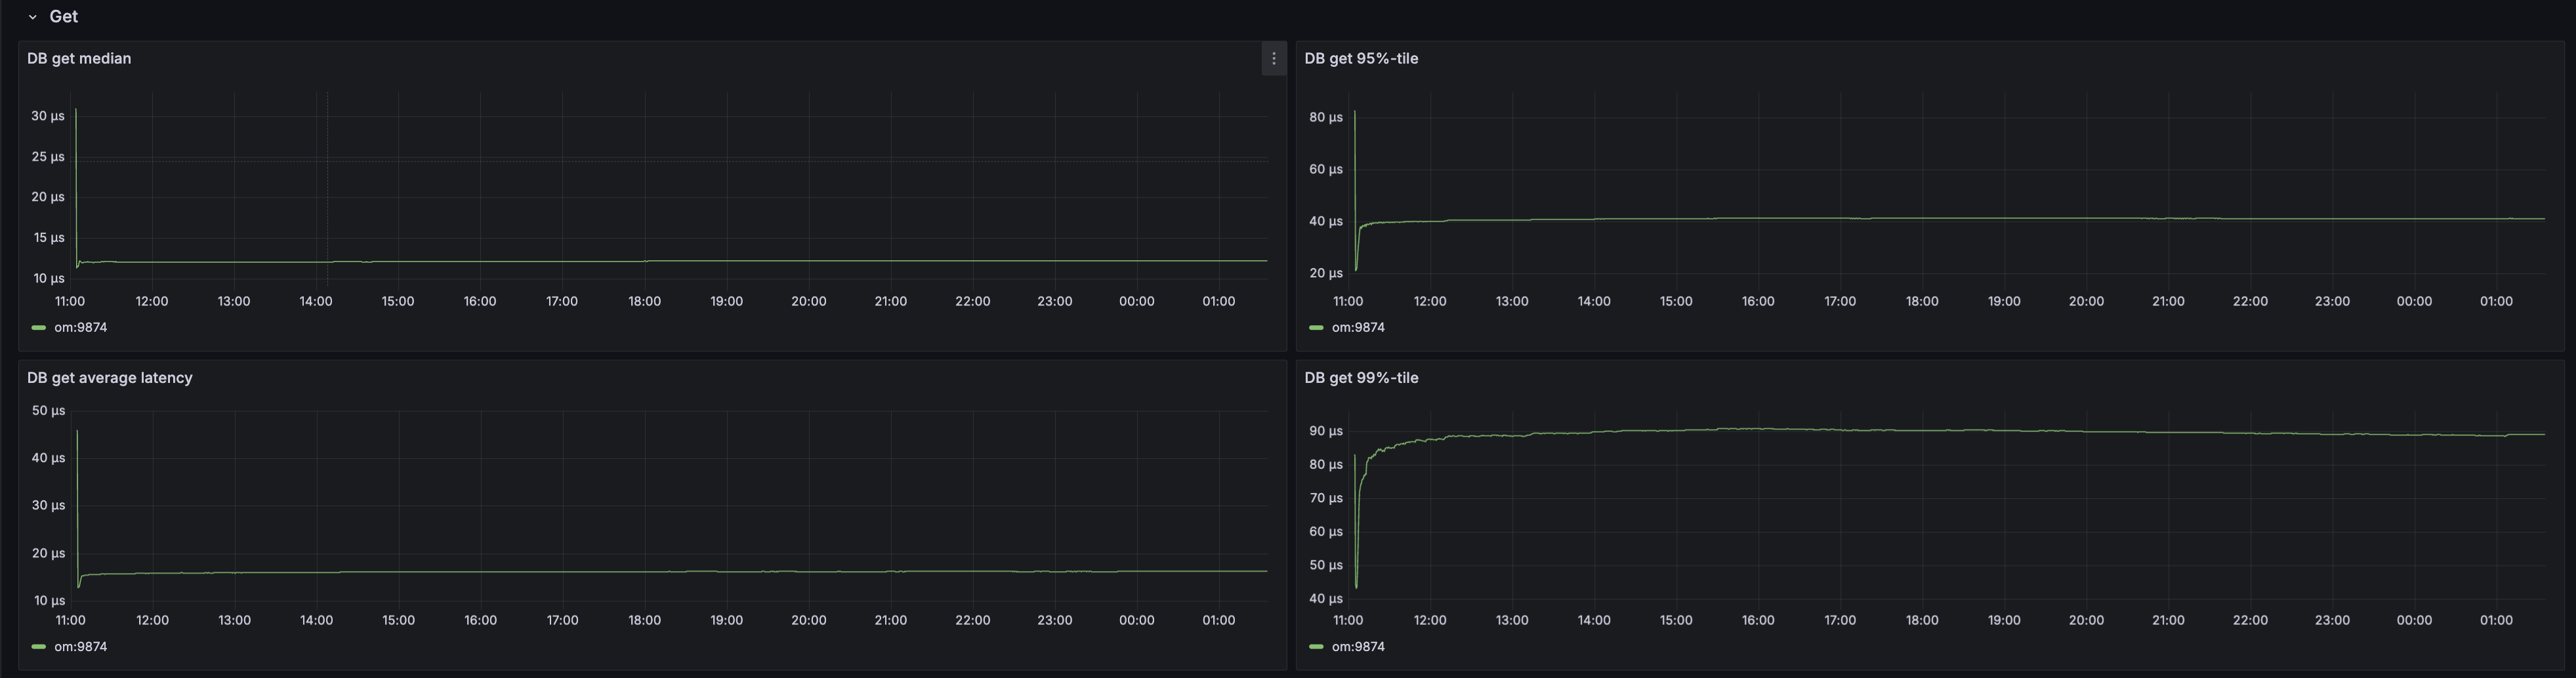 Get
DB get median
30 µs
25 µs
20 µs
15 µs
10 µs
11:00 12:00 13:00 14:00 15:00 16:00 17:00 18:00 19:00 20:00 21:00 22:00 23:00 00:00 01:00
om:9874
DB get 95%-tile
80 µs
60 µs
40 µs
20 µs
11:00 12:00 13:00 14:00 15:00 16:00 17:00 18:00 19:00 20:00 21:00 22:00 23:00 00:00 01:00
om:9874
DB get average latency
50 µs
40 µs
30 µs
20 µs
10 µs
11:00 12:00 13:00 14:00 15:00 16:00 17:00 18:00 19:00 20:00 21:00 22:00 23:00 00:00 01:00
om:9874
DB get 99%-tile
90 µs
80 µs
70 µs
60 µs
50 µs
40 µs
11:00 12:00 13:00 14:00 15:00 16:00 17:00 18:00 19:00 20:00 21:00 22:00 23:00 00:00 01:00
om:9874